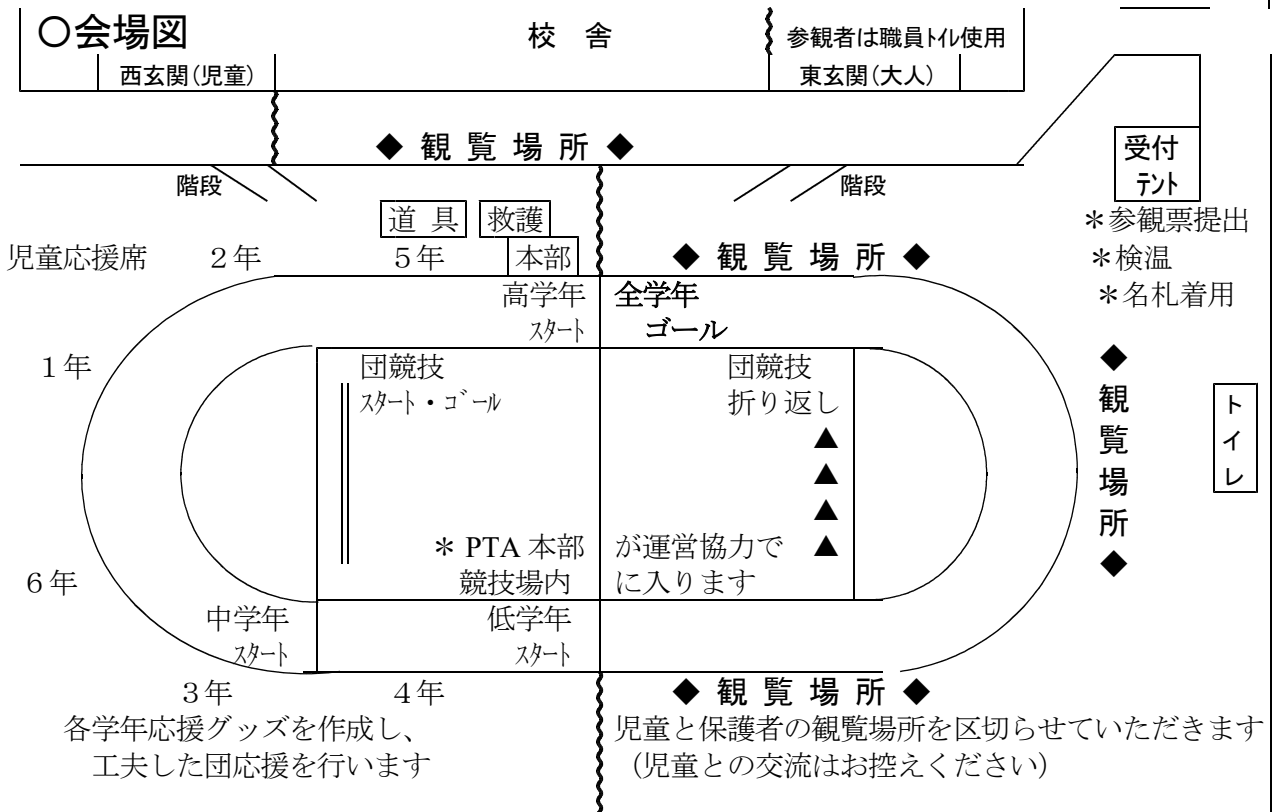 ○会場図
校 舎
参観者は職員トイレ使用
西玄関(児童)
東玄関(大人)
◆ 観 覧 場 所 ◆
受付
テント
階段
階段
道 具
救護
＊参観票提出
児童応援席
２年
５年
本部
◆ 観 覧 場 所 ◆
＊検温
高学年
全学年
＊名札着用
スタート
ゴール
１年
団競技
団競技
スタート・ゴール
折り返し
◆観覧場所◆
トイレ
▲
▲
▲
＊ PTA 本部 が運営協力で ▲
競技場内 に入ります
６年
中学年
低学年
スタート
スタート
３年
４年
◆ 観 覧 場 所 ◆
各学年応援グッズを作成し、
工夫した団応援を行います
児童と保護者の観覧場所を区切らせていただきます
（児童との交流はお控えください）